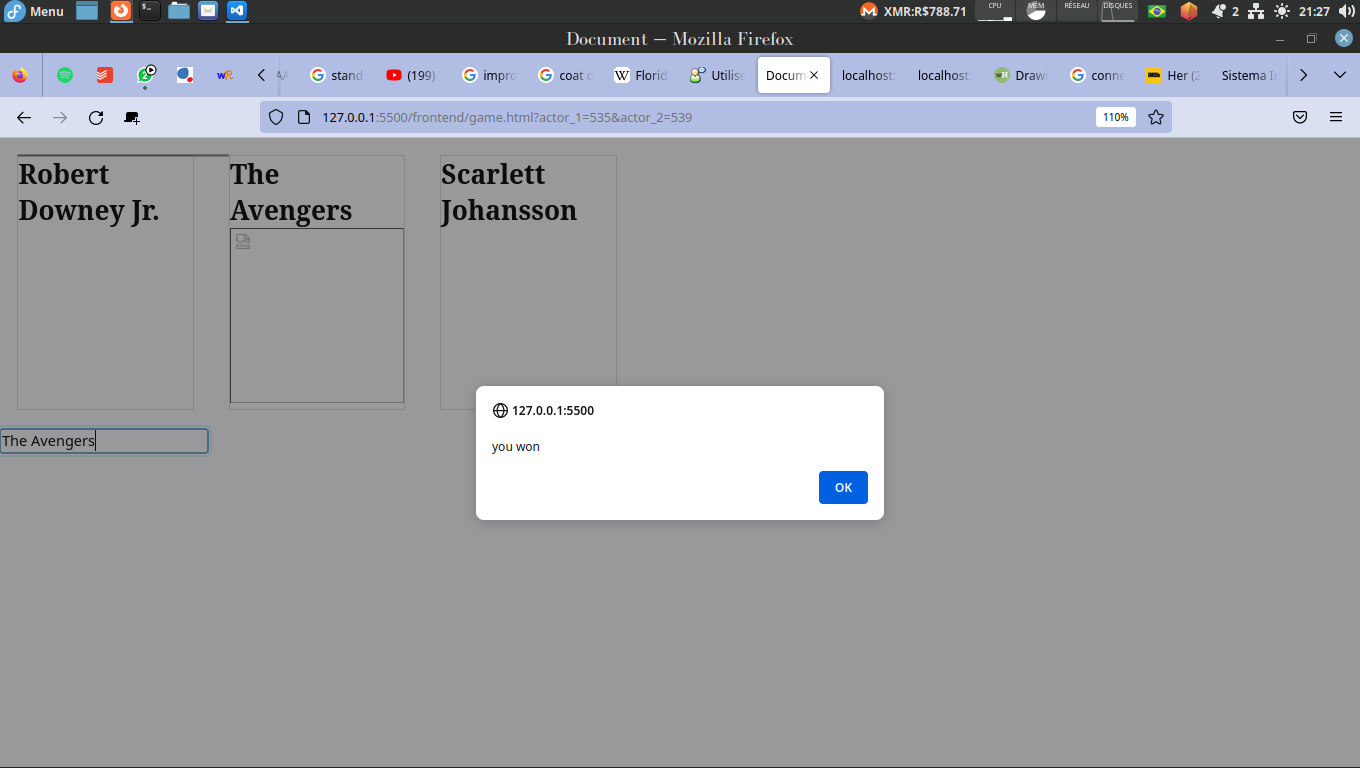 Menu
XMR:R$788.71
CPU
MÉM
RÉSEAU
DISQUES
2
21:27
Document — Mozilla Firefox
stand
(199)
impro
coat c
W Florid
Utilise
Docum
localhost:
localhost:
Draw
conne
IMDb Her (2
Sistema I
127.0.0.1:5500/frontend/game.html?actor_1=535&actor_2=539
110%
Robert
Downey Jr.
The
Avengers
Scarlett
Johansson
127.0.0.1:5500
you won
OK
The Avengers